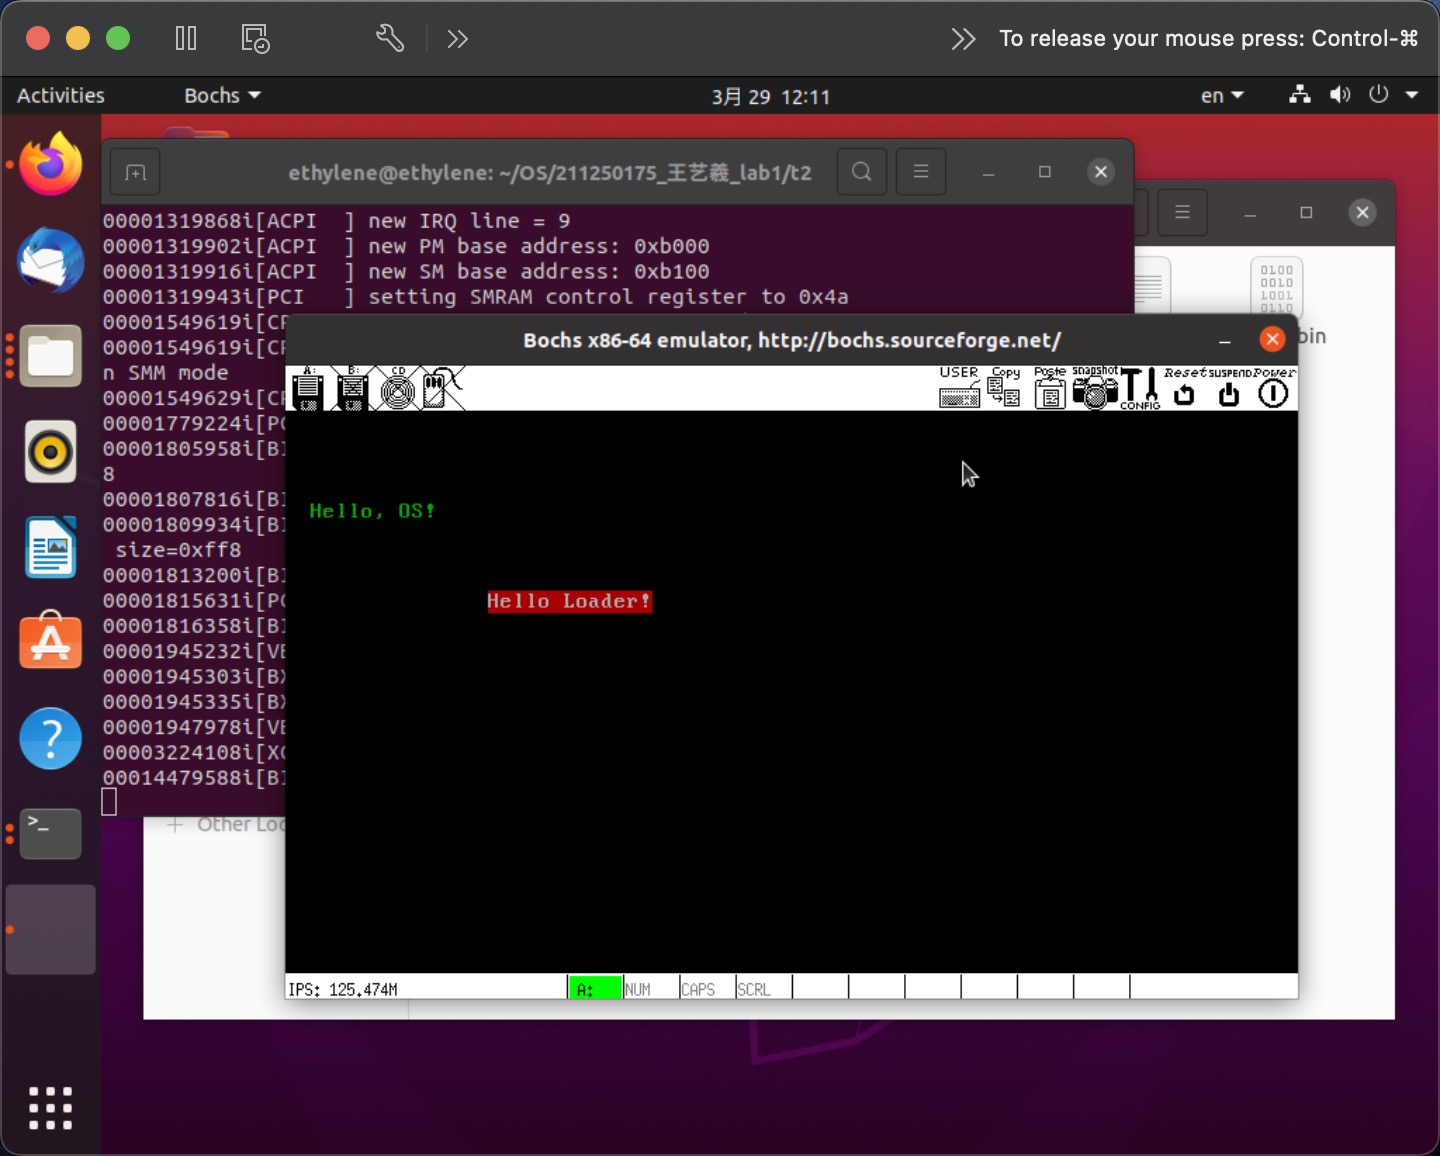 To release your mouse press: Control-⌘
Activities
Bochs
3月 29 12:11
en
ethylene@ethylene: ~/OS/211250175_王艺羲_lab1/t2
00001319868i[ACPI  ] new IRQ line = 9
00001319902i[ACPI  ] new PM base address: 0xb000
00001319916i[ACPI  ] new SM base address: 0xb100
00001319943i[PCI   ] setting SMRAM control register to 0x4a
00001549619i[CP
00001549619i[CP
n SMM mode
00001549629i[CP
00001779224i[PC
00001805958i[BI
8
00001807816i[BI
00001809934i[BI
size=0xff8
00001813200i[BI
00001815631i[PC
00001816358i[BI
00001945232i[VB
00001945303i[BX
00001945335i[BX
00001947978i[VB
00003224108i[XG
00014479588i[BI
0100
0010
1001
0110
bin
Other Loc
Bochs x86-64 emulator, http://bochs.sourceforge.net/
A:
B:
CD
USER
Copy
Paste
snapshot
CONFIG
Reset
SUSPEND
Power
Hello, OS!
Hello Loader!
IPS: 125.474M
A:
NUM
CAPS
SCRL